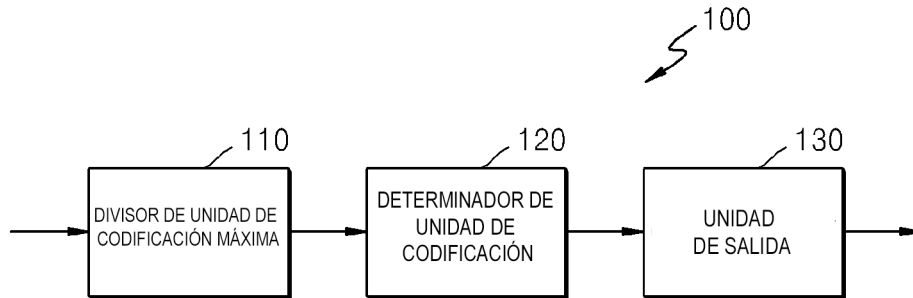 100
110
120
130
DIVISOR DE UNIDAD DE
CODIFICACIÓN MÁXIMA
DETERMINADOR DE
UNIDAD DE
CODIFICACIÓN
UNIDAD
DE SALIDA